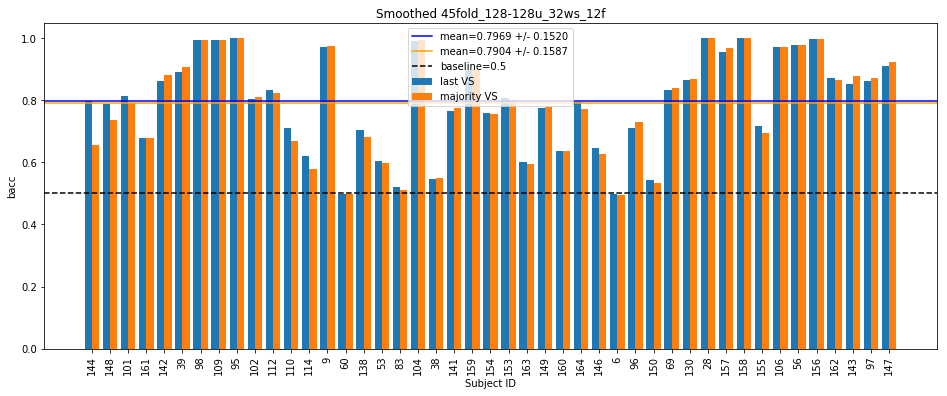 Smoothed 45fold_128-128u_32ws_12f
mean=0.7969 +/- 0.1520
mean=0.7904 +/- 0.1587
baseline=0.5
last VS
majority VS
bacc
1.0
0.8
0.6
0.4
0.2
0.0
144 148 101 161 142 39 98 109 95 102 112 110 114 9 60 138 53 83 104 38 141 159 154 153 163 149 160 164 146 6 96 150 69 130 28 157 158 155 106 56 156 162 143 97 147
Subject ID